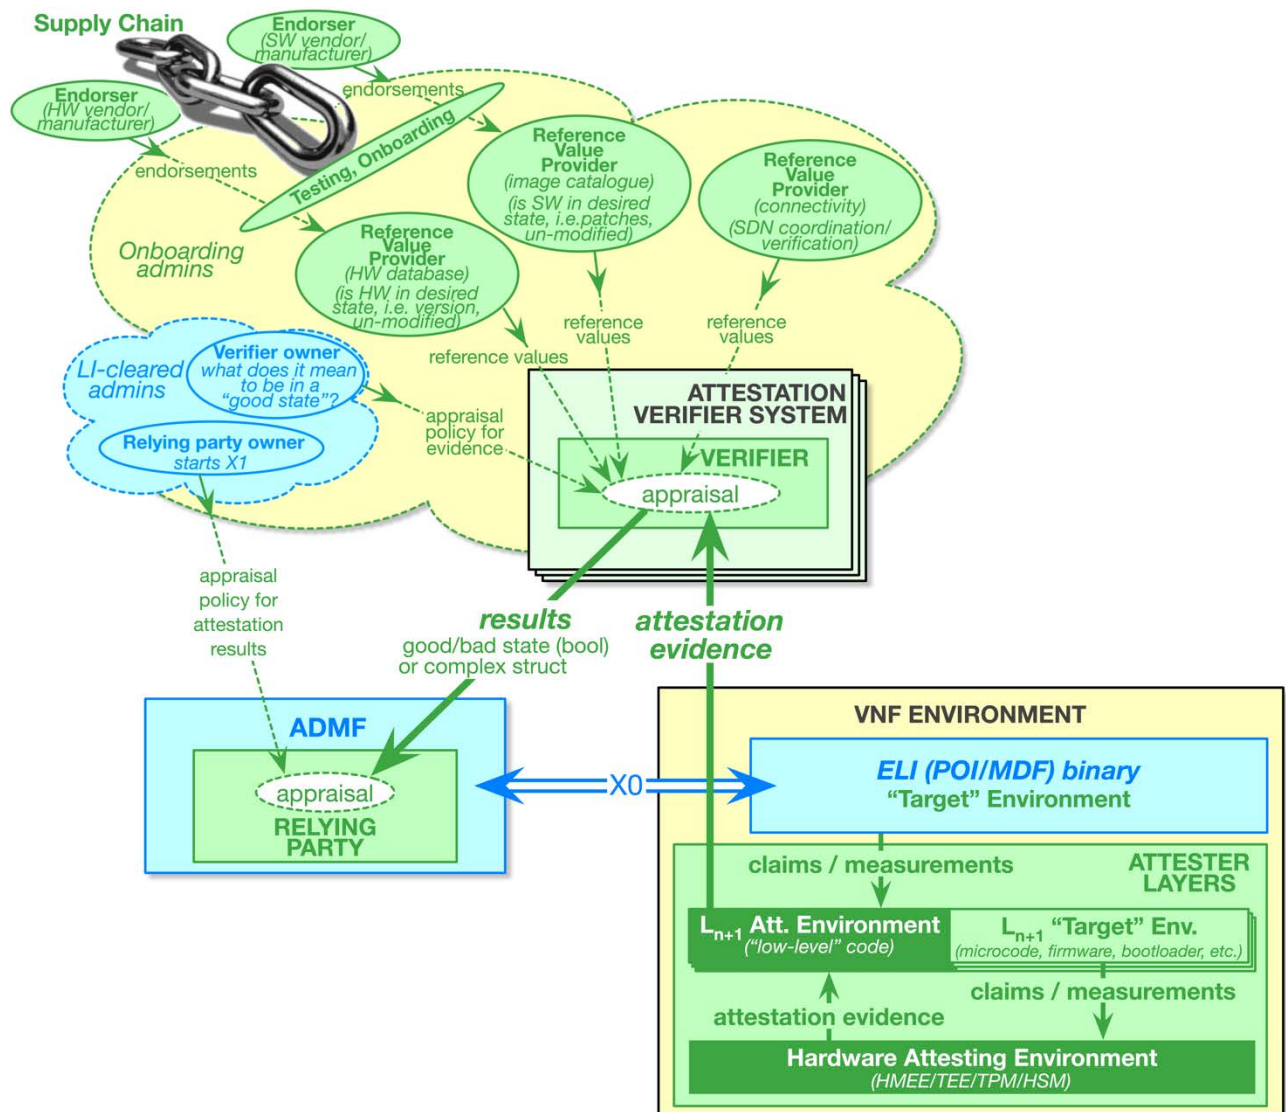 Supply Chain
Endorser
(SW vendor/
manufacturer)
Endorser
(HW vendor/
manufacturer)
endorsements
endorsements
Testing, Onboarding
Reference
Value
Provider
(image catalogue)
(is SW in desired
state, i.e.patches,
un-modified)
Reference
Value
Provider
(connectivity)
(SDN coordination/
verification)
Onboarding
admins
Reference
Value
Provider
(HW database)
(is HW in desired
state, i.e. version,
un-modified)
reference
values
reference
values
reference values
LI-cleared
admins
Verifier owner
what does it mean
to be in a
“good state”?
Relying party owner
starts X1
appraisal
policy for
evidence
ATTESTATION
VERIFIER SYSTEM
VERIFIER
appraisal
appraisal
policy for
attestation
results
results
good/bad state (bool)
or complex struct
attestation
evidence
ADMF
appraisal
RELYING
PARTY
X0
VNF ENVIRONMENT
ELI (POI/MDF) binary
“Target” Environment
claims / measurements
ATTESTER
LAYERS
Ln+1 Att. Environment
(“low-level” code)
Ln+1 “Target” Env.
(microcode, firmware, bootloader, etc.)
claims / measurements
attestation evidence
Hardware Attesting Environment
(HMEE/TEE/TPM/HSM)